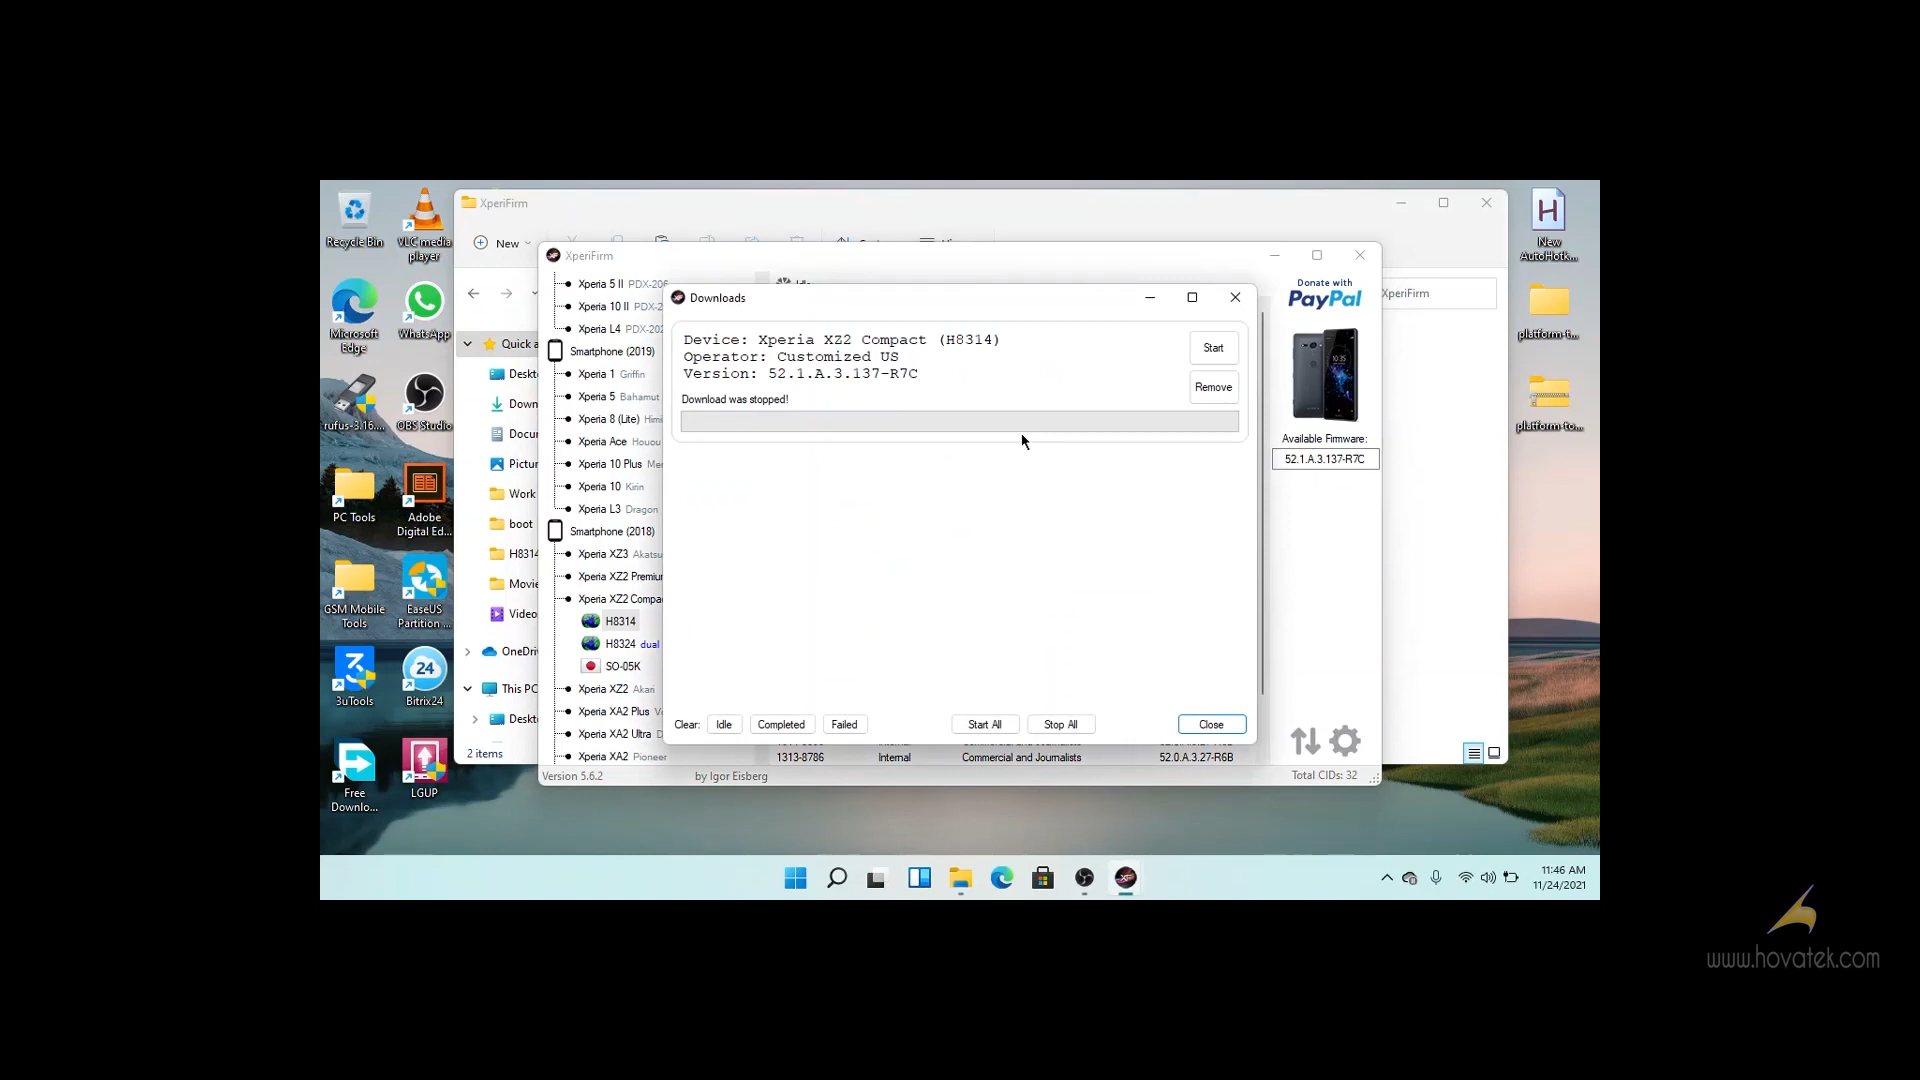 Recycle Bin
VLC media player
Microsoft Edge
WhatsApp
rufus-3.16....
OBS Studio
PC Tools
Adobe Digital Ed...
GSM Mobile Tools
EaseUS Partition ...
3uTools
Bitrix24
Free Downlo...
LGUP
XperiFirm
New
Quick a
Deskt
Down
Docu
Pictur
Work
boot
H8314
Movie
Video
OneDri
This PC
Deskt
2 items
XperiFirm
XperiFirm
Xperia 5 II PDX-206
Xperia 10 II PDX-2
Xperia L4 PDX-202
Smartphone (2019)
Xperia 1 Griffin
Xperia 5 Bahamut
Xperia 8 (Lite) Himi
Xperia Ace Houou
Xperia 10 Plus Me
Xperia 10 Kirin
Xperia L3 Dragon
Smartphone (2018)
Xperia XZ3 Akatsu
Xperia XZ2 Premiur
Xperia XZ2 Compa
H8314
H8324 dual
SO-05K
Xperia XZ2 Akari
Xperia XA2 Plus V
Xperia XA2 Ultra D
Xperia XA2 Pioneer
Version 5.6.2
by Igor Eisberg
1313-8786 Internal Commercial and Journalists 52.0.A.3.27-R6B
Total CIDs: 32
Donate with
PayPal
Available Firmware:
52.1.A.3.137-R7C
Downloads
Device: Xperia XZ2 Compact (H8314)
Operator: Customized US
Version: 52.1.A.3.137-R7C
Download was stopped!
Start
Remove
Clear: Idle Completed Failed Start All Stop All Close
New AutoHotk...
platform-t...
platform-to...
11:46 AM
11/24/2021
www.hovatek.com